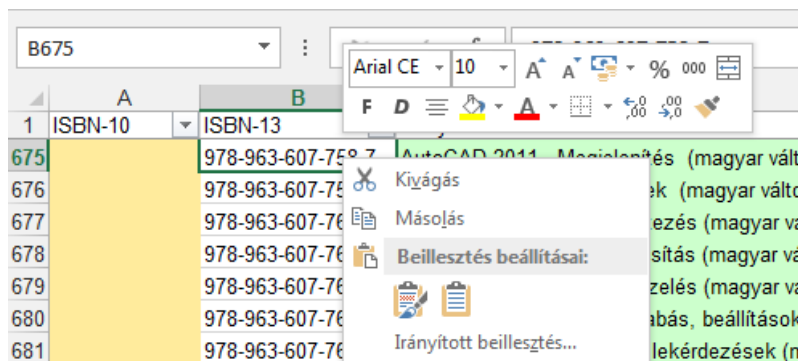 B675
Arial CE 10 A A % 000
F D A ,00 ,00 ,0
A B
1 ISBN-10 ISBN-13
675 978-963-607-758-7 AutoCAD 2011 Megjelenítés (magyar vált
676 978-963-607-75 ek (magyar válto
Kivágás
677 978-963-607-76 ezés (magyar va
Másolás
678 978-963-607-76 sítás (magyar vá
Beillesztés beállításai:
679 978-963-607-76 zelés (magyar va
680 978-963-607-76 abás, beállítások
681 978-963-607-76 lekérdezések (n
Irányított beillesztés...